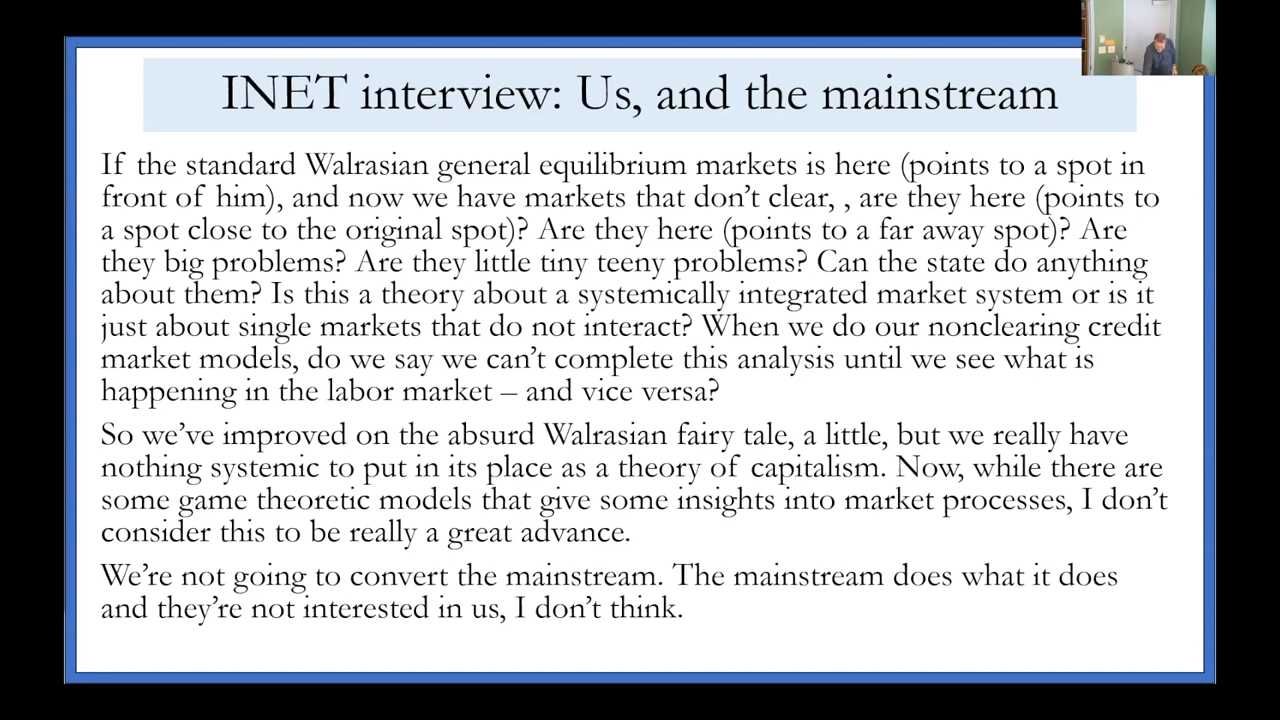 INET interview: Us, and the mainstream
If the standard Walrasian general equilibrium markets is here (points to a spot in
front of him), and now we have markets that don’t clear, , are they here (points to
a spot close to the original spot)? Are they here (points to a far away spot)? Are
they big problems? Are they little tiny teeny problems? Can the state do anything
about them? Is this a theory about a systemically integrated market system or is it
just about single markets that do not interact? When we do our nonclearing credit
market models, do we say we can’t complete this analysis until we see what is
happening in the labor market – and vice versa?
So we’ve improved on the absurd Walrasian fairy tale, a little, but we really have
nothing systemic to put in its place as a theory of capitalism. Now, while there are
some game theoretic models that give some insights into market processes, I don’t
consider this to be really a great advance.
We’re not going to convert the mainstream. The mainstream does what it does
and they’re not interested in us, I don’t think.